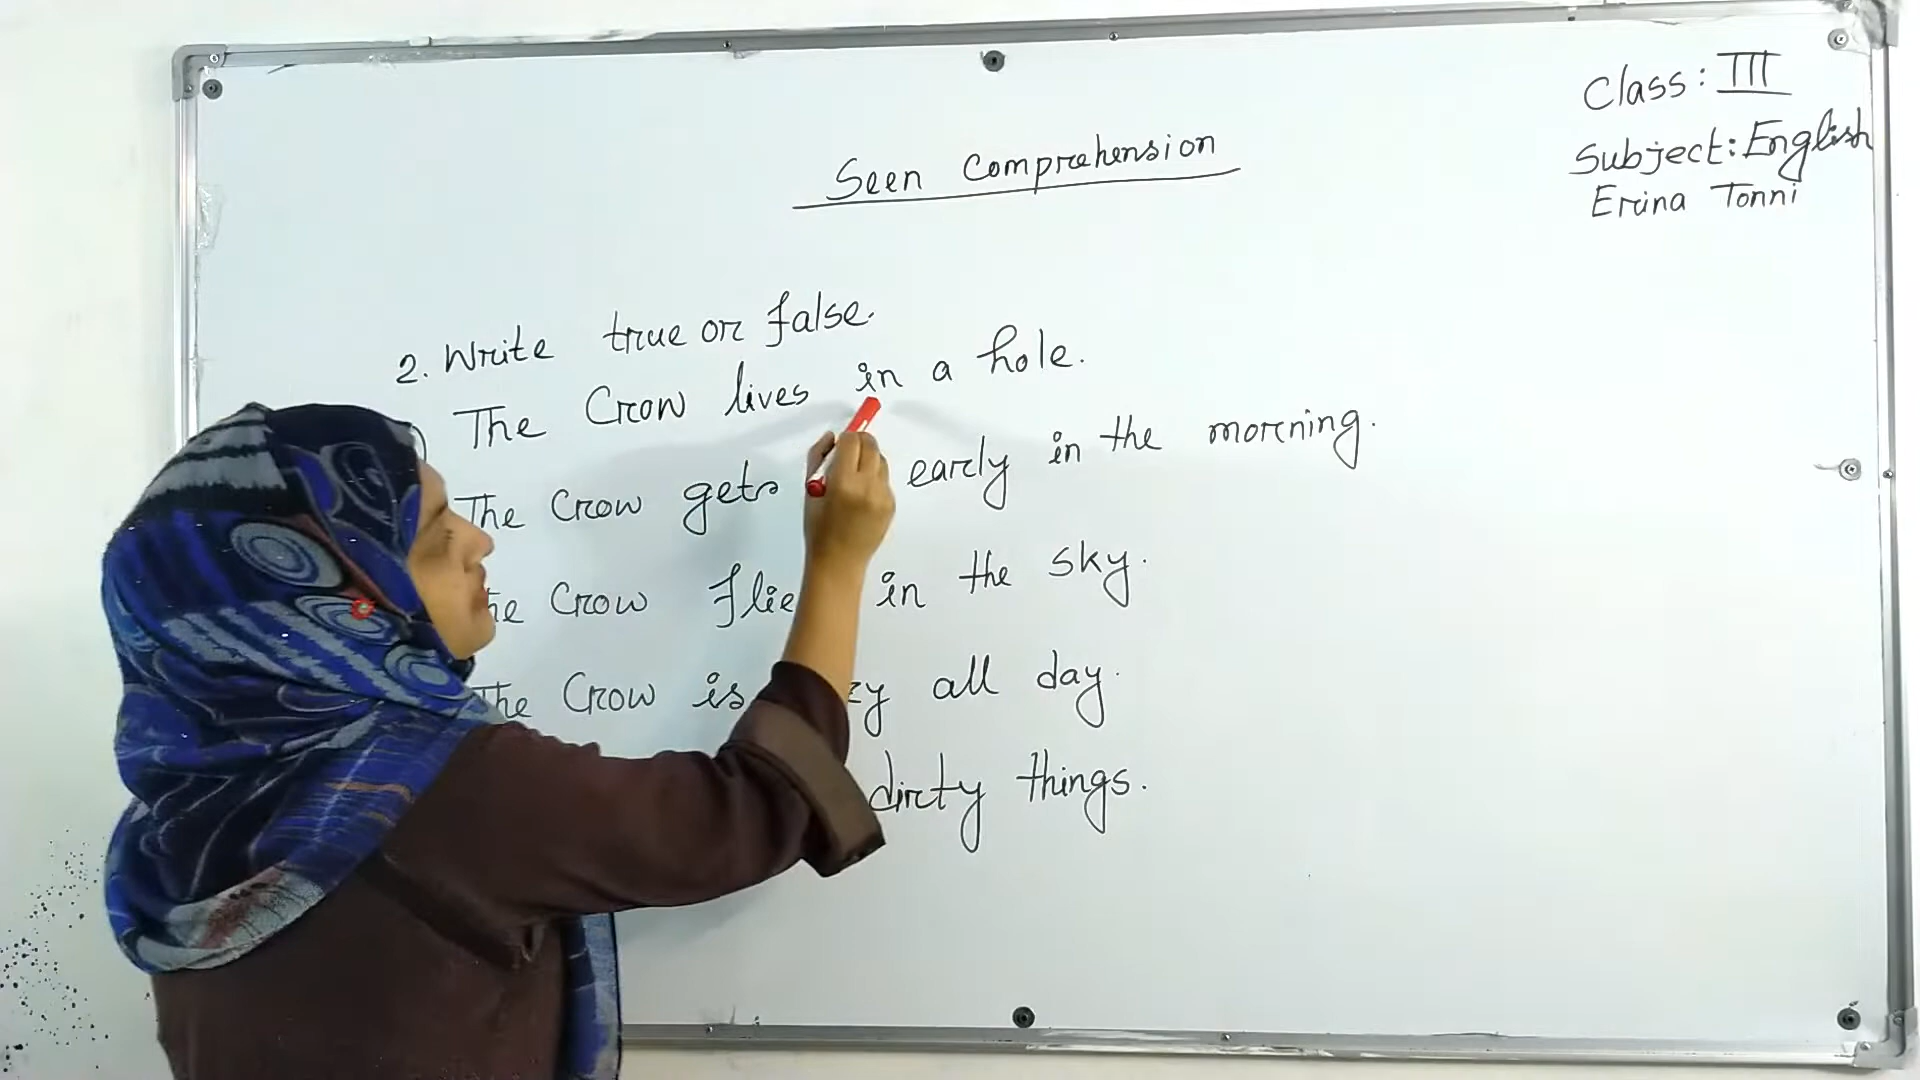 Class: III
Subject: English
Erina Tonni
Seen Comprehension
2. Write true or false.
The Crow lives in a hole.
The Crow gets early in the morning.
Crow in the sky.
The Crow is all day.
dirty things.